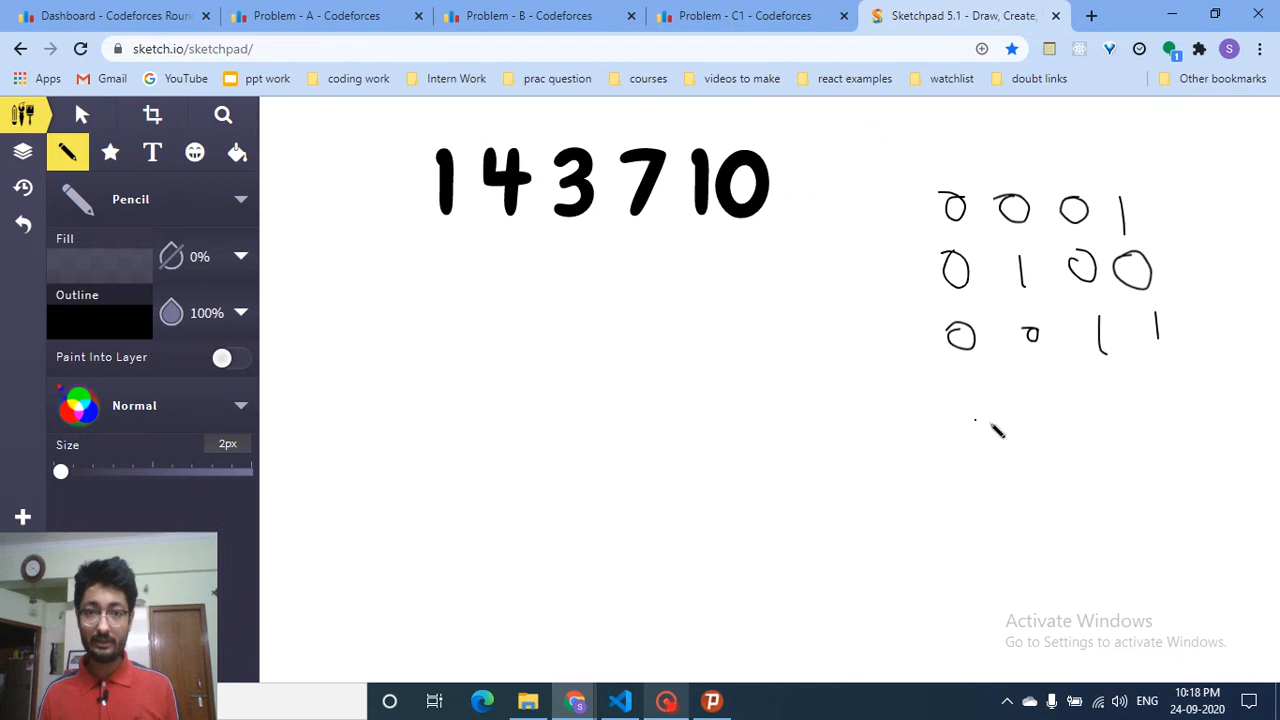 Dashboard - Codeforces Roun
Problem - A - Codeforces
Problem - B - Codeforces
Problem - C1 - Codeforces
Sketchpad 5.1 - Draw, Create,
sketch.io/sketchpad/
S
1
Apps
Gmail
YouTube
ppt work
coding work
Intern Work
prac question
courses
videos to make
react examples
watchlist
doubt links
Other bookmarks
T
Pencil
Fill
0%
Outline
100%
Paint Into Layer
Normal
Size
2px
1 4 3 7 10
0 0 0 1
0 1 0 0
0 0 1 1
Activate Windows
Go to Settings to activate Windows.
ENG
10:18 PM
24-09-2020